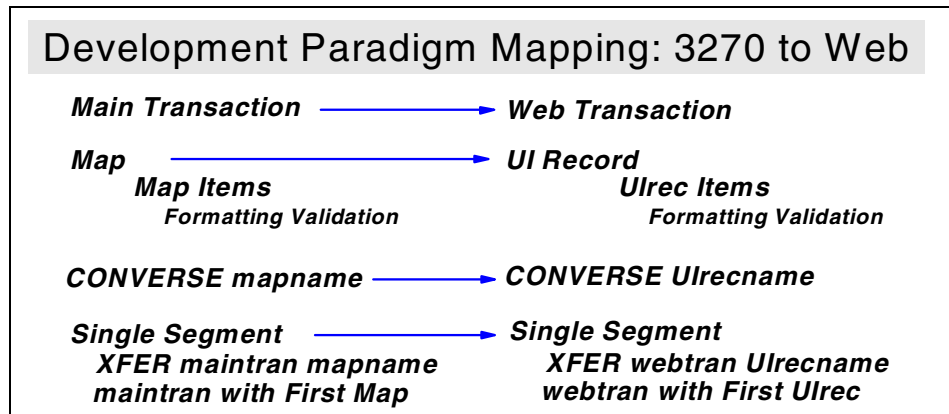 Development Paradigm Mapping: 3270 to Web
Main Transaction Web Transaction
Map UI Record
Map Items UIrec Items
Formatting Validation Formatting Validation
CONVERSE mapname CONVERSE UIrecname
Single Segment Single Segment
XFER maintran mapname XFER webtran UIrecname
maintran with First Map webtran with First UIrec